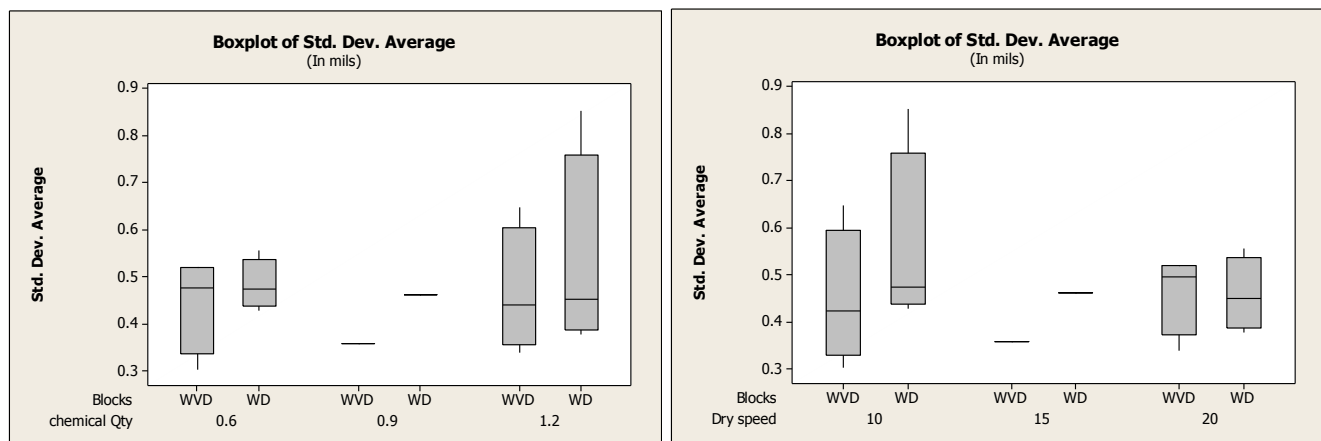 Boxplot of Std. Dev. Average
(In mils)
0.9
0.8
0.7
0.6
0.5
0.4
0.3
Std. Dev. Average
Blocks WVD WD WVD WD WVD WD
chemical Qty 0.6 0.9 1.2
Boxplot of Std. Dev. Average
(In mils)
0.9
0.8
0.7
0.6
0.5
0.4
0.3
Std. Dev. Average
Blocks WVD WD WVD WD WVD WD
Dry speed 10 15 20